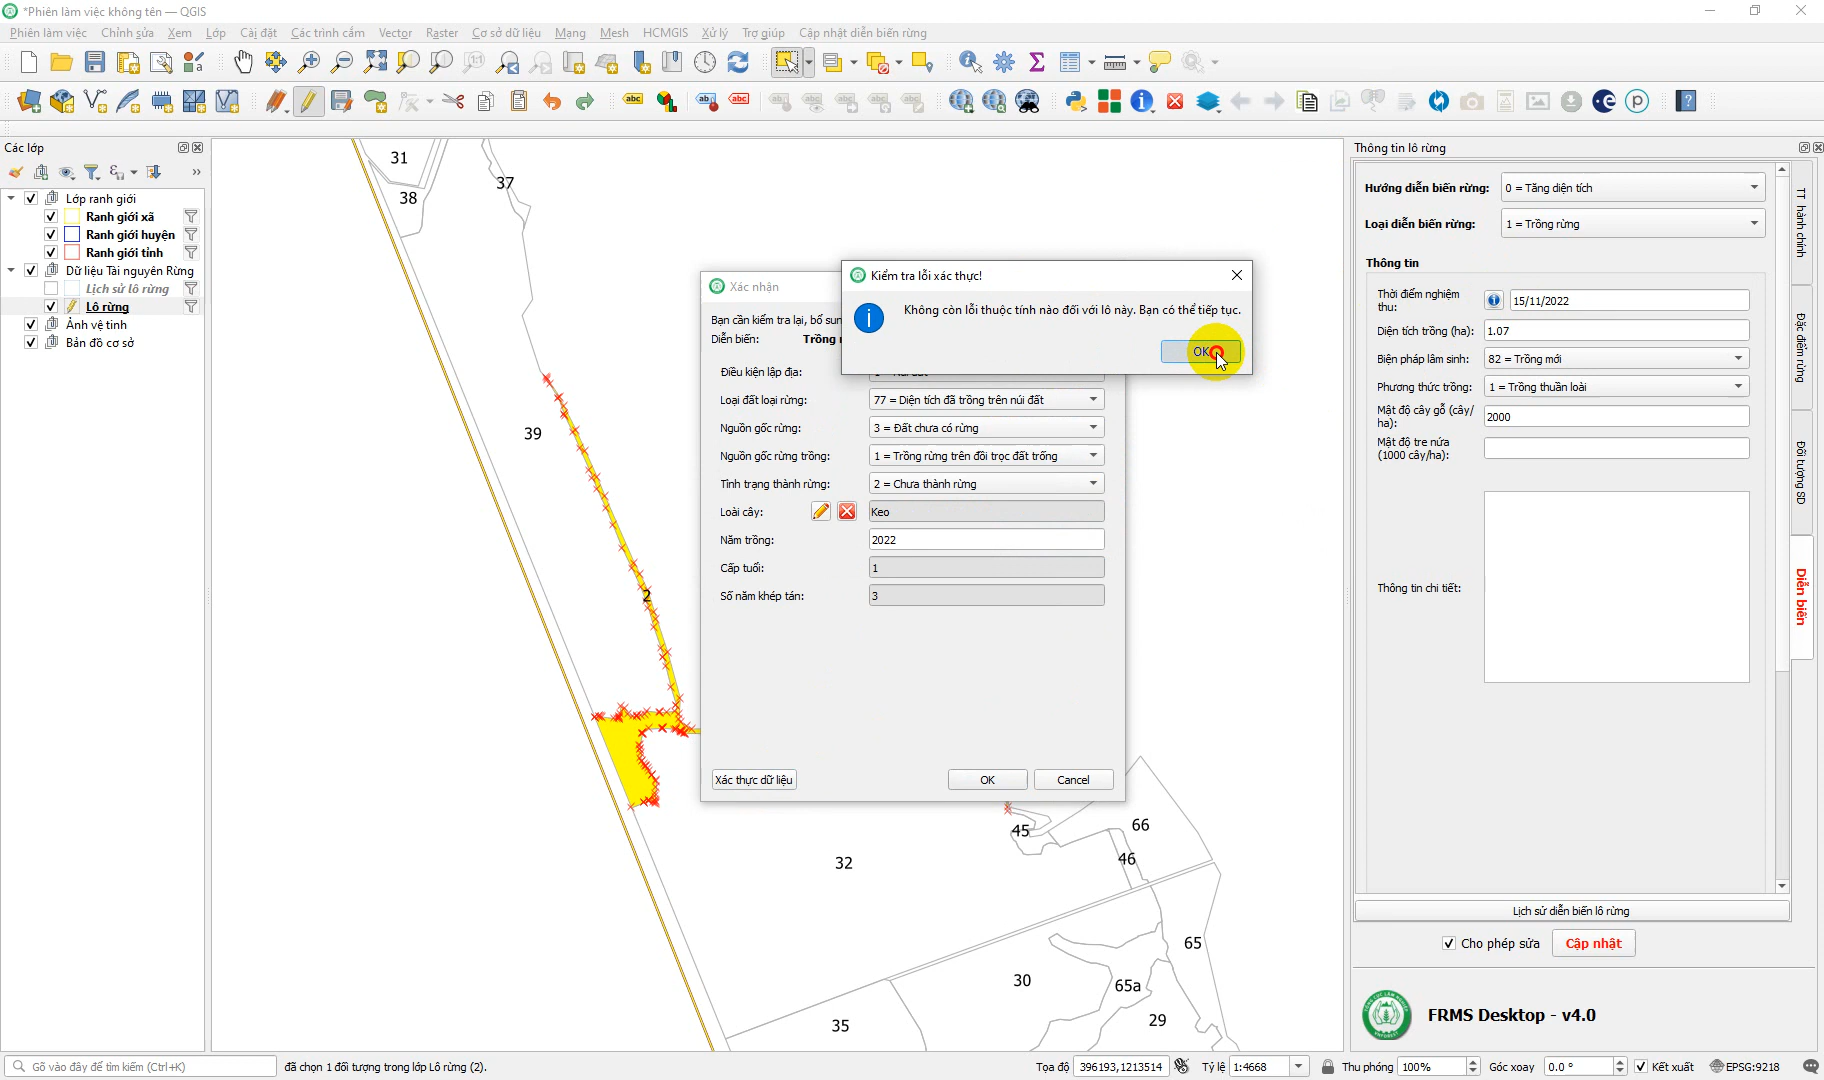 *Phiên làm việc không tên — QGIS
Phiên làm việc Chỉnh sửa Xem Lớp Cài đặt Các trình cắm Vector Raster Cơ sở dữ liệu Mạng Mesh HCMGIS Xử lý Trợ giúp Cập nhật diễn biến rừng
Các lớp
Lớp ranh giới
Ranh giới xã
Ranh giới huyện
Ranh giới tỉnh
Dữ liệu Tài nguyên Rừng
Lịch sử lô rừng
Lô rừng
Ảnh vệ tinh
Bản đồ cơ sở
31
37
38
39
2
32
45
66
46
65
30
65a
35
29
Xác nhận
Diễn biến:
Điều kiện lập địa:
Loại đất loại rừng: 77 = Diện tích đã trồng trên núi đất
Nguồn gốc rừng: 3 = Đất chưa có rừng
Nguồn gốc rừng trồng: 1 = Trồng rừng trên đồi trọc đất trống
Tình trạng thành rừng: 2 = Chưa thành rừng
Loài cây: Keo
Năm trồng: 2022
Cấp tuổi: 1
Số năm khép tán: 3
Xác thực dữ liệu OK Cancel
Kiểm tra lỗi xác thực!
Không còn lỗi thuộc tính nào đối với lô này. Bạn có thể tiếp tục.
OK
Thông tin lô rừng
Hướng diễn biến rừng: 0 = Tăng diện tích
Loại diễn biến rừng: 1 = Trồng rừng
Thông tin
Thời điểm nghiệm thu: 15/11/2022
Diện tích trồng (ha): 1.07
Biện pháp lâm sinh: 82 = Trồng mới
Phương thức trồng: 1 = Trồng thuần loài
Mật độ cây gỗ (cây/ha): 2000
Mật độ tre nứa (1000 cây/ha):
Thông tin chi tiết:
TT hành chính
Đặc điểm rừng
Đối tượng SD
Diễn biến
Lịch sử diễn biến lô rừng
Cho phép sửa Cập nhật
FRMS Desktop - v4.0
Gõ vào đây để tìm kiếm (Ctrl+K) đã chọn 1 đối tượng trong lớp Lô rừng (2). Tọa độ 396193,1213514 Tỷ lệ 1:4668 Thu phóng 100% Góc xoay 0.0 ° Kết xuất EPSG:9218